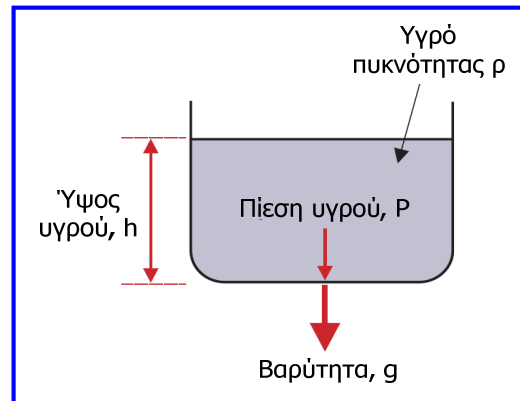 Υγρό
πυκνότητας ρ
Ύψος
υγρού, h
Πίεση υγρού, P
Βαρύτητα, g